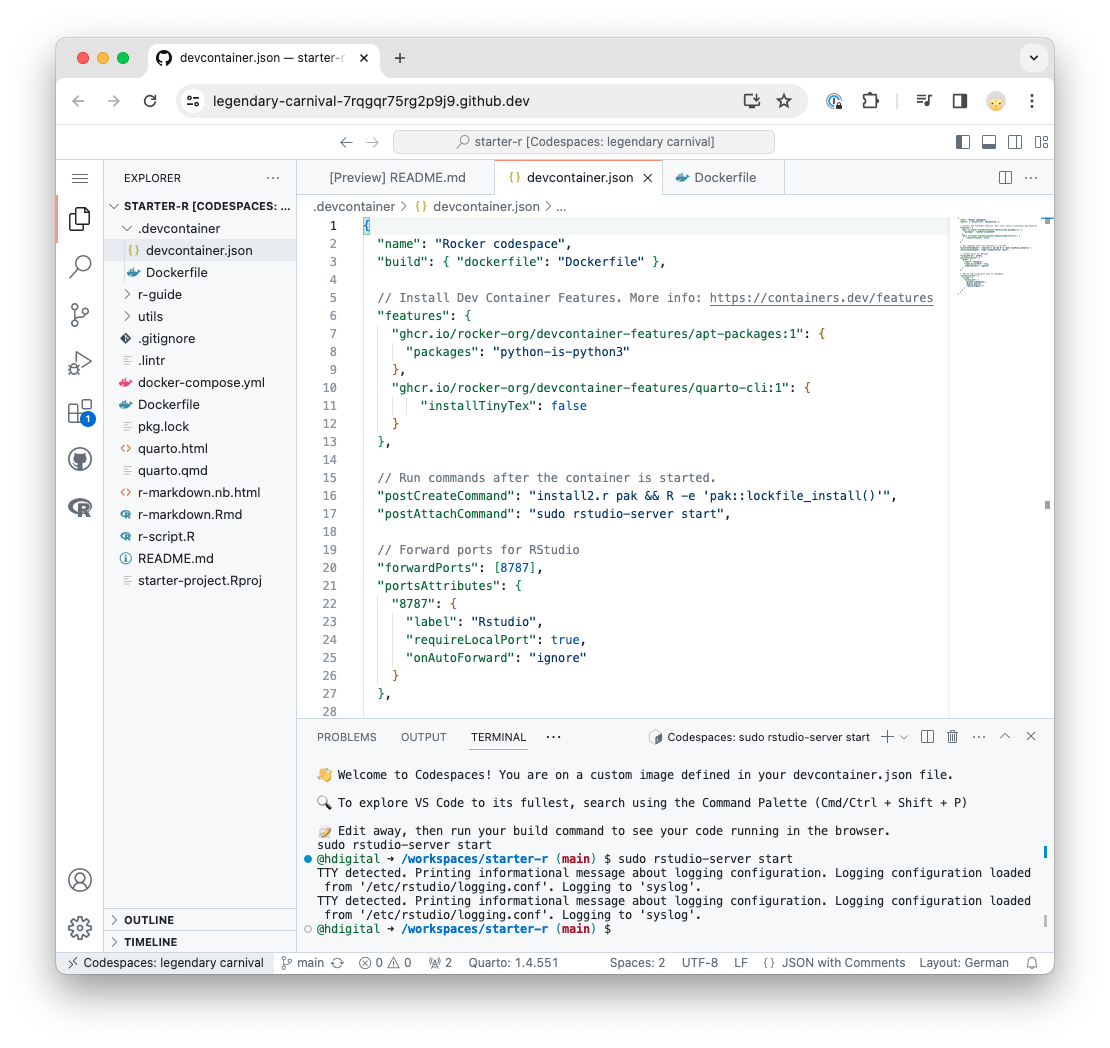 devcontainer.json — starter-r
legendary-carnival-7rqgqr75rg2p9j9.github.dev
starter-r [Codespaces: legendary carnival]
EXPLORER
STARTER-R [CODESPACES: ...
.devcontainer
{} devcontainer.json
Dockerfile
r-guide
utils
.gitignore
.lintr
docker-compose.yml
Dockerfile
pkg.lock
quarto.html
quarto.qmd
r-markdown.nb.html
r-markdown.Rmd
r-script.R
README.md
starter-project.Rproj
OUTLINE
TIMELINE
1
[Preview] README.md
{} devcontainer.json
Dockerfile
.devcontainer > {} devcontainer.json > ...
1 {
2 "name": "Rocker codespace",
3 "build": { "dockerfile": "Dockerfile" },
4
5 // Install Dev Container Features. More info: https://containers.dev/features
6 "features": {
7 "ghcr.io/rocker-org/devcontainer-features/apt-packages:1": {
8 "packages": "python-is-python3"
9 },
10 "ghcr.io/rocker-org/devcontainer-features/quarto-cli:1": {
11 "installTinyTex": false
12 }
13 },
14
15 // Run commands after the container is started.
16 "postCreateCommand": "install2.r pak && R -e 'pak::lockfile_install()'",
17 "postAttachCommand": "sudo rstudio-server start",
18
19 // Forward ports for RStudio
20 "forwardPorts": [8787],
21 "portsAttributes": {
22 "8787": {
23 "label": "Rstudio",
24 "requireLocalPort": true,
25 "onAutoForward": "ignore"
26 }
27 },
28
PROBLEMS OUTPUT TERMINAL ...
Codespaces: sudo rstudio-server start
👋 Welcome to Codespaces! You are on a custom image defined in your devcontainer.json file.
🔍 To explore VS Code to its fullest, search using the Command Palette (Cmd/Ctrl + Shift + P)
📝 Edit away, then run your build command to see your code running in the browser.
sudo rstudio-server start
@hdigital ➜ /workspaces/starter-r (main) $ sudo rstudio-server start
TTY detected. Printing informational message about logging configuration. Logging configuration loaded
from '/etc/rstudio/logging.conf'. Logging to 'syslog'.
TTY detected. Printing informational message about logging configuration. Logging configuration loaded
from '/etc/rstudio/logging.conf'. Logging to 'syslog'.
@hdigital ➜ /workspaces/starter-r (main) $
Codespaces: legendary carnival main 0 0 2 Quarto: 1.4.551 Spaces: 2 UTF-8 LF {} JSON with Comments Layout: German